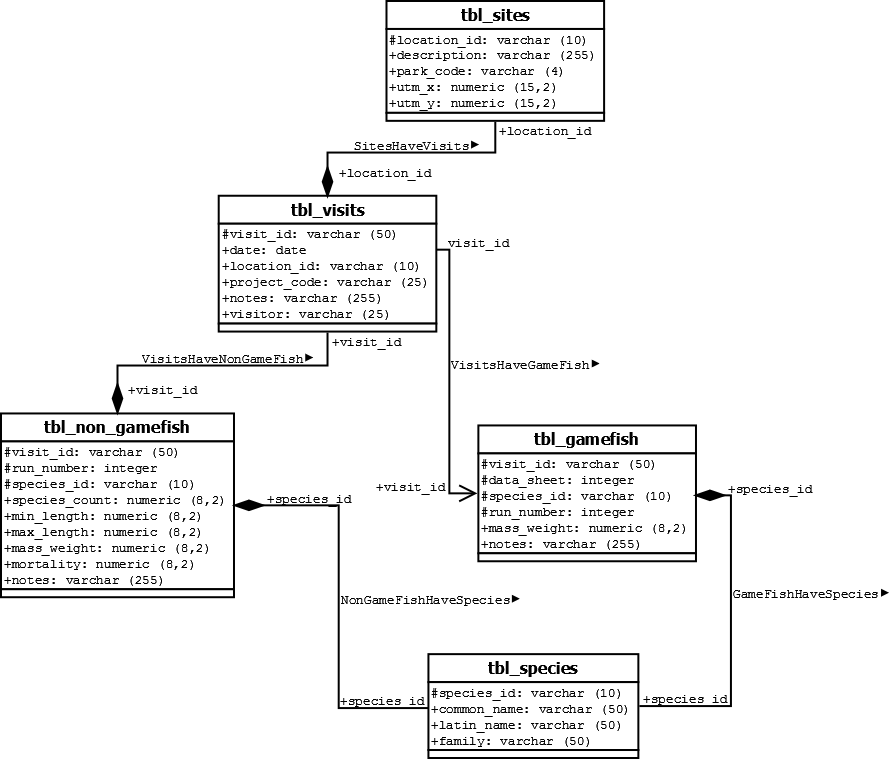 tbl_sites
#location_id: varchar (10)
+description: varchar (255)
+park_code: varchar (4)
+utm_x: numeric (15,2)
+utm_y: numeric (15,2)
+location_id
SitesHaveVisits
+location_id
tbl_visits
#visit_id: varchar (50)
+date: date
+location_id: varchar (10)
+project_code: varchar (25)
+notes: varchar (255)
+visitor: varchar (25)
visit_id
+visit_id
VisitsHaveNonGameFish
VisitsHaveGameFish
+visit_id
tbl_non_gamefish
#visit_id: varchar (50)
#run_number: integer
#species_id: varchar (10)
+species_count: numeric (8,2)
+min_length: numeric (8,2)
+max_length: numeric (8,2)
+mass_weight: numeric (8,2)
+mortality: numeric (8,2)
+notes: varchar (255)
+species_id
+visit_id
tbl_gamefish
#visit_id: varchar (50)
#data_sheet: integer
#species_id: varchar (10)
#run_number: integer
+mass_weight: numeric (8,2)
+notes: varchar (255)
+species_id
NonGameFishHaveSpecies
GameFishHaveSpecies
tbl_species
#species_id: varchar (10)
+common_name: varchar (50)
+latin_name: varchar (50)
+family: varchar (50)
+species_id
+species_id